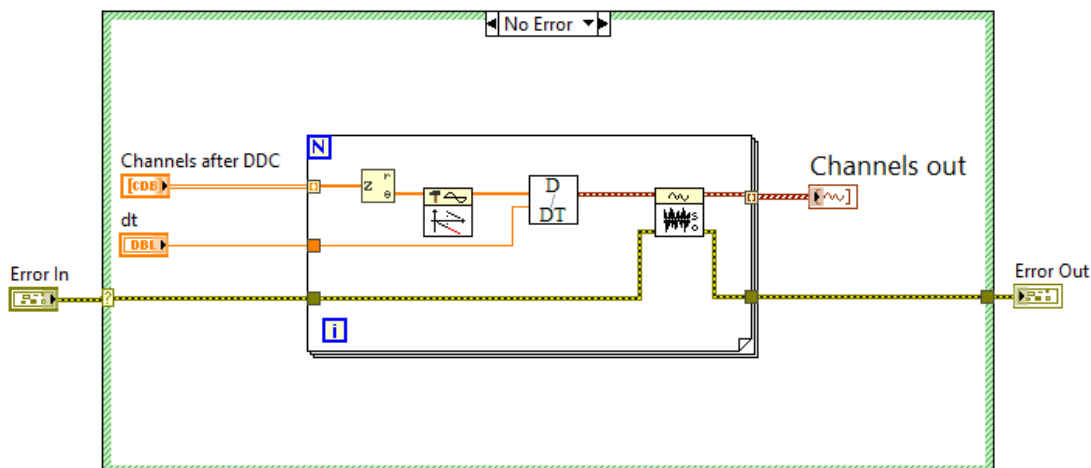 No Error
N
Channels after DDC
[CDB]
z r θ
Channels out
D
DT
dt
DBL
S
O
Error In
?
Error Out
i